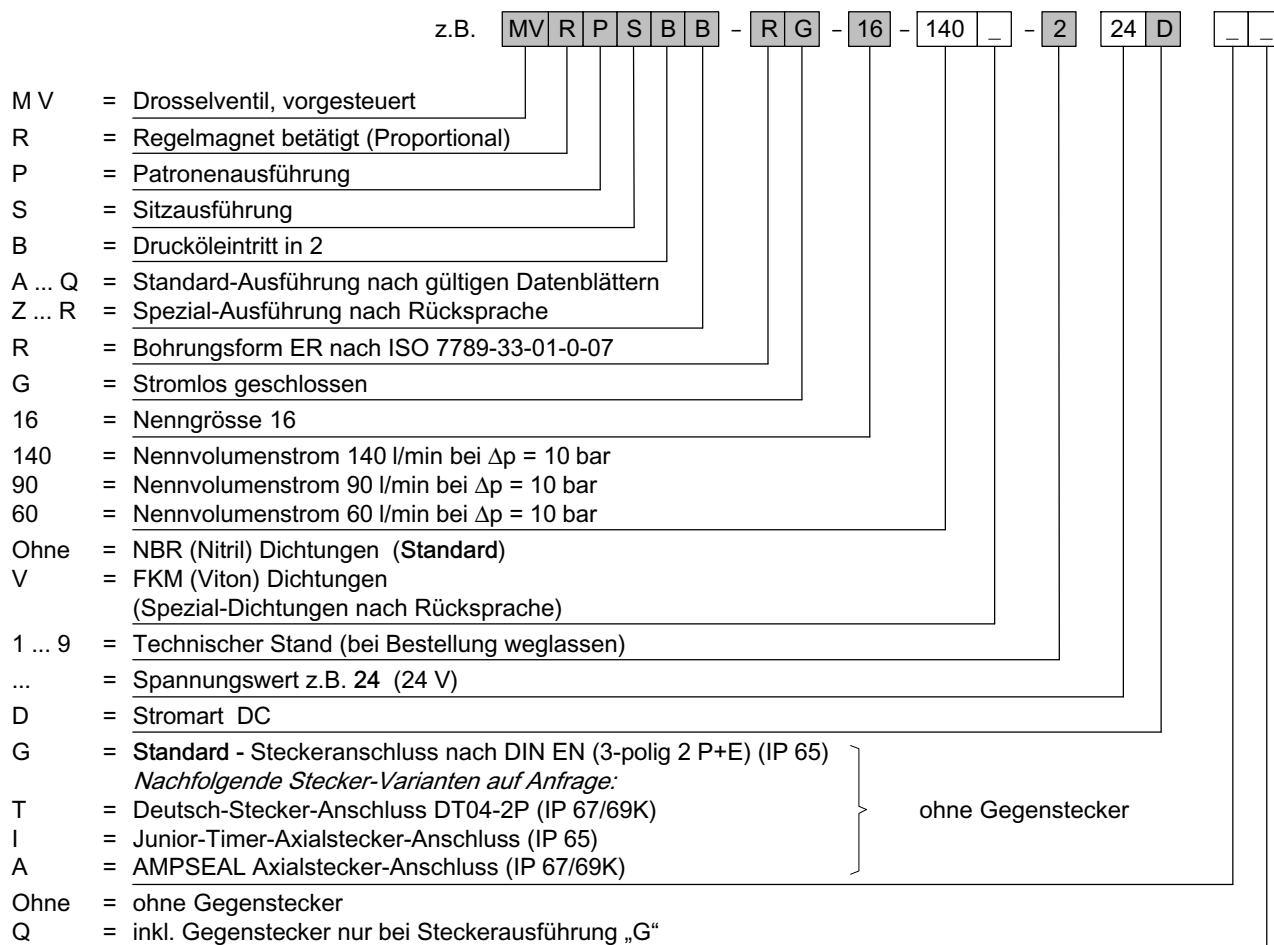 z.B. MV R P S B B - R G - 16 - 140 _ - 2 24 D _ _
M V = Drosselventil, vorgesteuert
R = Regelmagnet betätigt (Proportional)
P = Patronenausführung
S = Sitzausführung
B = Drucköleintritt in 2
A ... Q = Standard-Ausführung nach gültigen Datenblättern
Z ... R = Spezial-Ausführung nach Rücksprache
R = Bohrungsform ER nach ISO 7789-33-01-0-07
G = Stromlos geschlossen
16 = Nenngrösse 16
140 = Nennvolumenstrom 140 l/min bei Δp = 10 bar
90 = Nennvolumenstrom 90 l/min bei Δp = 10 bar
60 = Nennvolumenstrom 60 l/min bei Δp = 10 bar
Ohne = NBR (Nitril) Dichtungen (Standard)
V = FKM (Viton) Dichtungen
(Spezial-Dichtungen nach Rücksprache)
1 ... 9 = Technischer Stand (bei Bestellung weglassen)
... = Spannungswert z.B. 24 (24 V)
D = Stromart DC
G = Standard - Steckeranschluss nach DIN EN (3-polig 2 P+E) (IP 65)
Nachfolgende Stecker-Varianten auf Anfrage:
T = Deutsch-Stecker-Anschluss DT04-2P (IP 67/69K) ohne Gegenstecker
I = Junior-Timer-Axialstecker-Anschluss (IP 65)
A = AMPSEAL Axialstecker-Anschluss (IP 67/69K)
Ohne = ohne Gegenstecker
Q = inkl. Gegenstecker nur bei Steckerausführung „G“